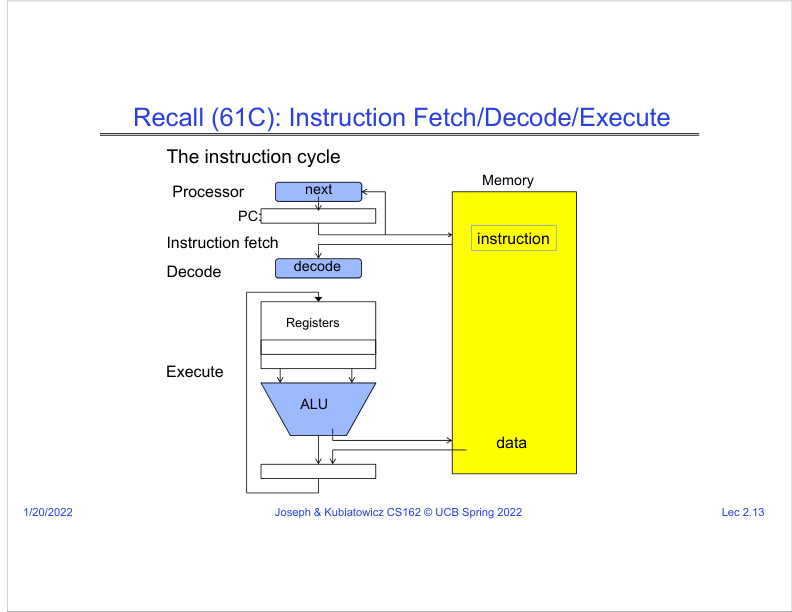 Recall (61C): Instruction Fetch/Decode/Execute
The instruction cycle
Memory
Processor
next
PC:
instruction
Instruction fetch
decode
Decode
Registers
Execute
ALU
data
1/20/2022
Joseph & Kubiatowicz CS162 © UCB Spring 2022
Lec 2.13